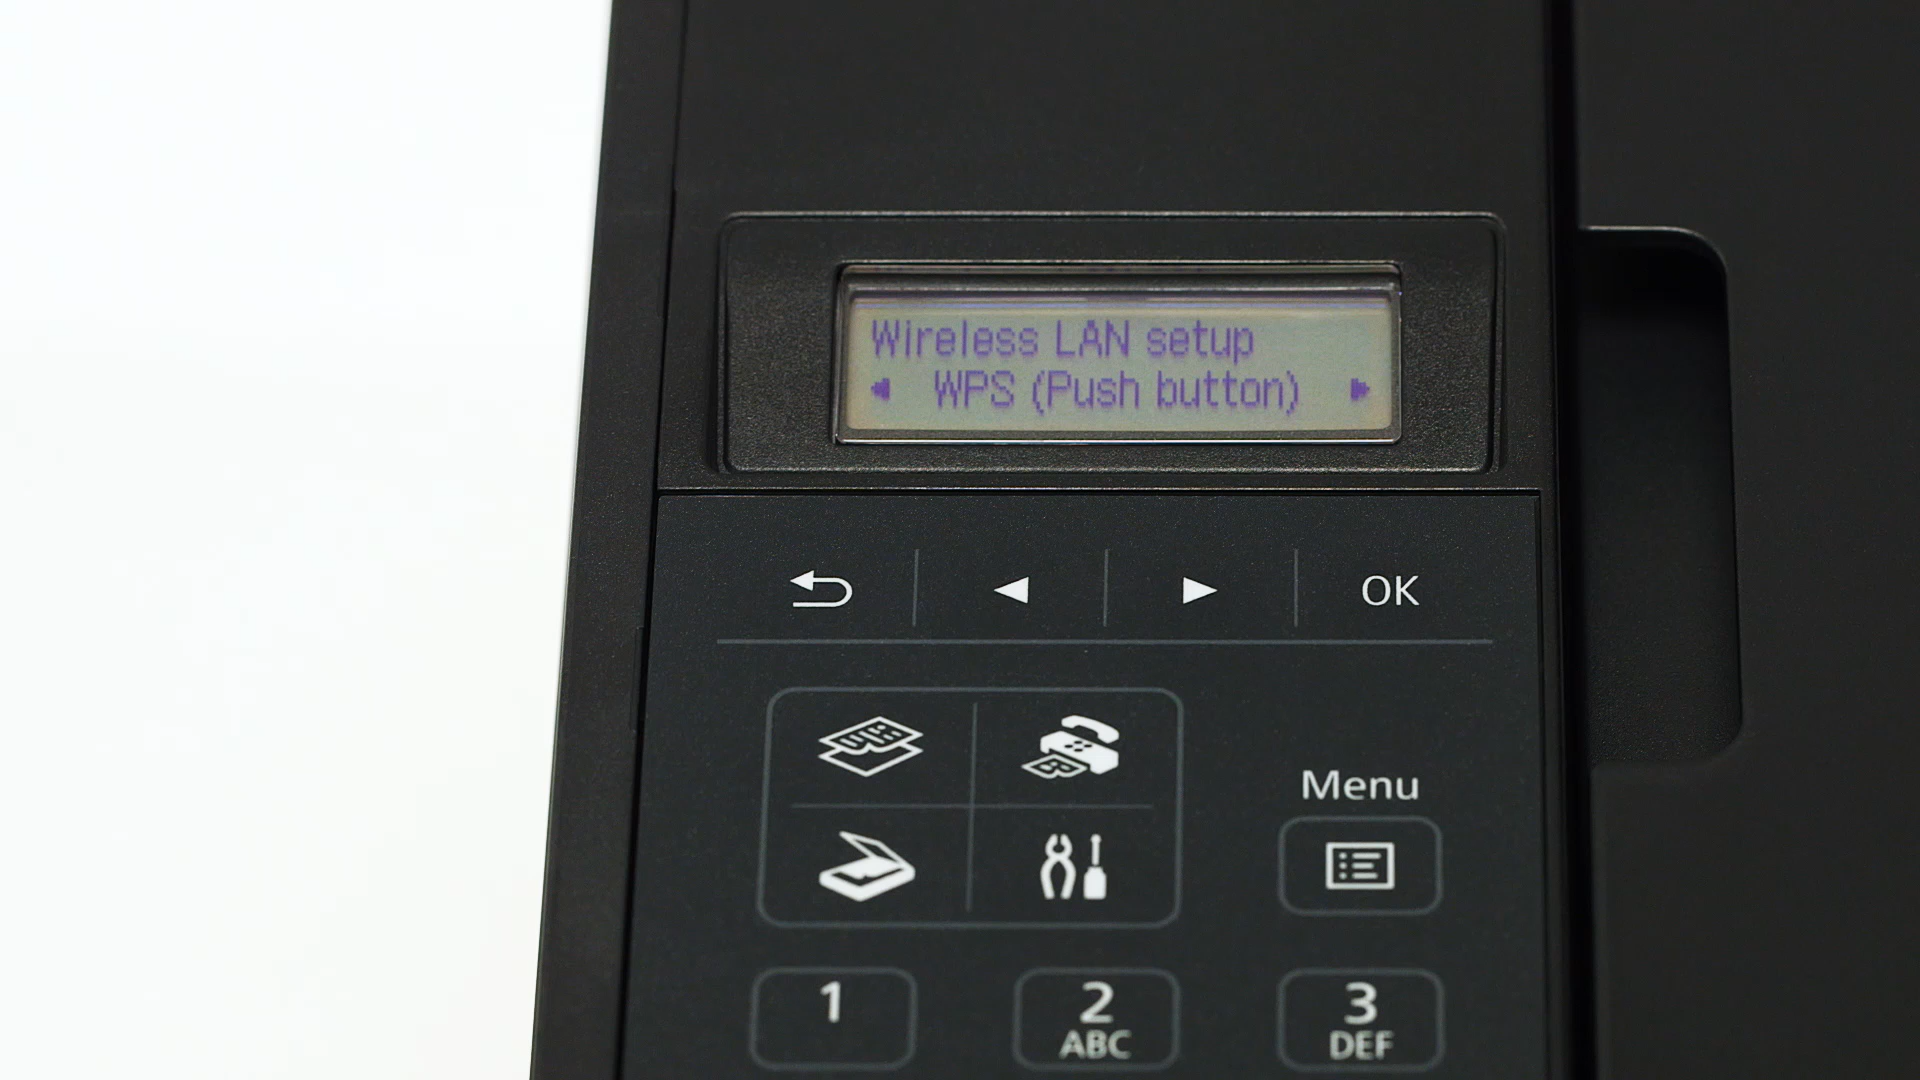 Wireless LAN setup
◀ WPS (Push button) ▶
OK
Menu
1
2
ABC
3
DEF